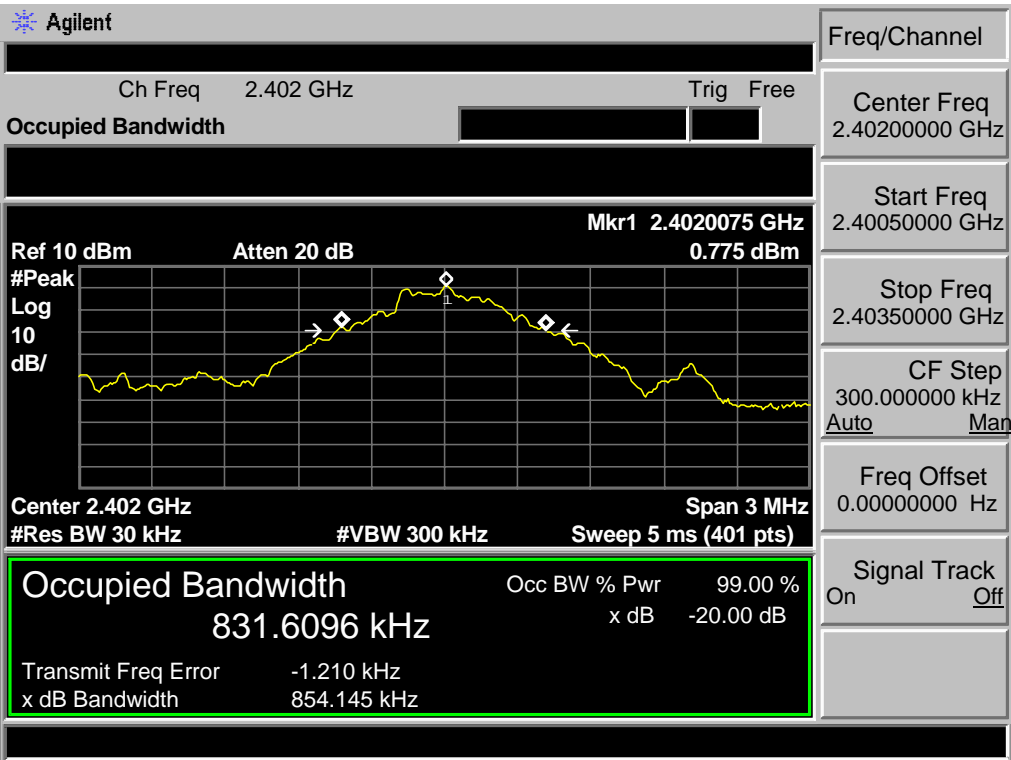 Agilent
Freq/Channel
Ch Freq 2.402 GHz Trig Free
Occupied Bandwidth
Center Freq
2.40200000 GHz
Start Freq
2.40050000 GHz
Stop Freq
2.40350000 GHz
CF Step
300.000000 kHz
Auto Man
Freq Offset
0.00000000 Hz
Signal Track
On Off
Mkr1 2.4020075 GHz
Ref 10 dBm Atten 20 dB 0.775 dBm
#Peak
Log
10
dB/
1
Center 2.402 GHz Span 3 MHz
#Res BW 30 kHz #VBW 300 kHz Sweep 5 ms (401 pts)
Occupied Bandwidth Occ BW % Pwr 99.00 %
831.6096 kHz x dB -20.00 dB
Transmit Freq Error -1.210 kHz
x dB Bandwidth 854.145 kHz